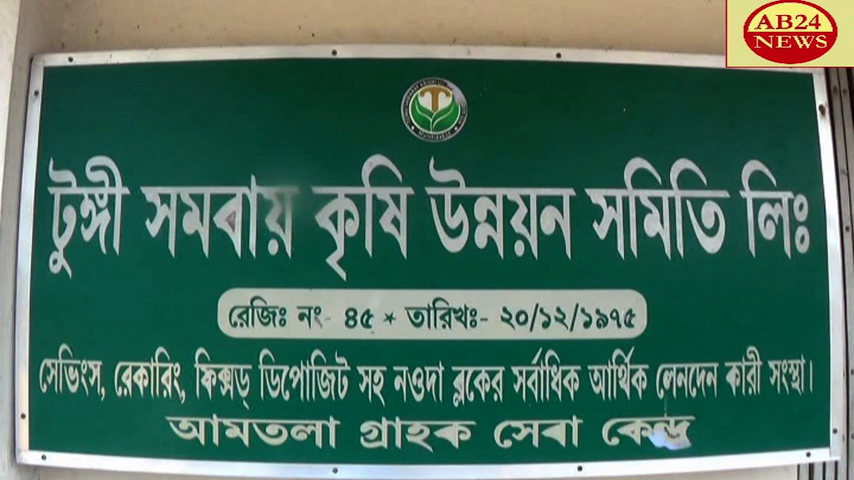 AB24
NEWS
টুঙ্গী সমবায় কৃষি উন্নয়ন সমিতি লিঃ
রেজিঃ নং- ৪৫ * তারিখঃ- ২০/১২/১৯৭৫
সেভিংস, রেকারিং, ফিক্সড্ ডিপোজিট সহ নওদা ব্লকের সর্বাধিক আর্থিক লেনদেন কারী সংস্থা।
আমতলা গ্রাহক সেবা কেন্দ্র